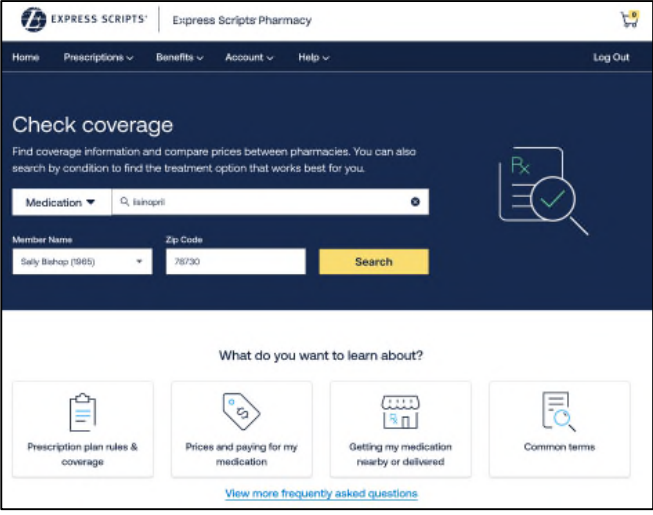 EXPRESS SCRIPTS® Express Scripts Pharmacy 0
Home Prescriptions Benefits Account Help Log Out
Check coverage
Find coverage information and compare prices between pharmacies. You can also
search by condition to find the treatment option that works best for you.
Medication lisinopril
Member Name Zip Code
Sally Bishop (1965) 78730 Search
Rx
What do you want to learn about?
Prescription plan rules &
coverage
Prices and paying for my
medication
Getting my medication
nearby or delivered
Common terms
View more frequently asked questions